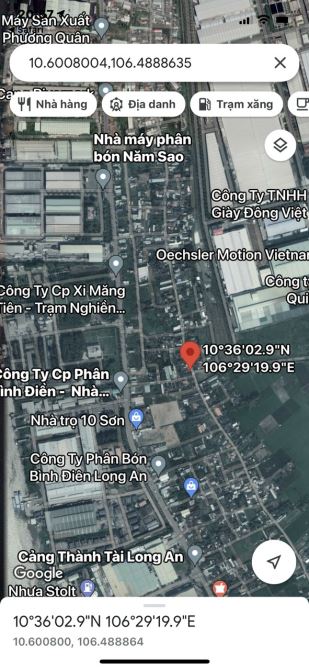 Máy Sản Xuất
Phương Quân
10.6008004,106.4888635
Nhà hàng
Địa danh
Trạm xăng
Nhà máy phân
bón Năm Sao
Công Ty TNHH
Giày Đông Việt
Oechsler Motion Vietna
Công Ty Cp Xi Măng
Tiên - Trạm Nghiền...
Công t
Qui
10°36'02.9"N
106°29'19.9"E
Công Ty Cp Phân
ình Điền - Nhà...
Nhà trọ 10 Sơn
Công Ty Phân Bón
Bình Điền Long An
Cảng Thành Tài Long An
Google
Nhựa Stolt
10°36'02.9"N 106°29'19.9"E
10.600800, 106.488864